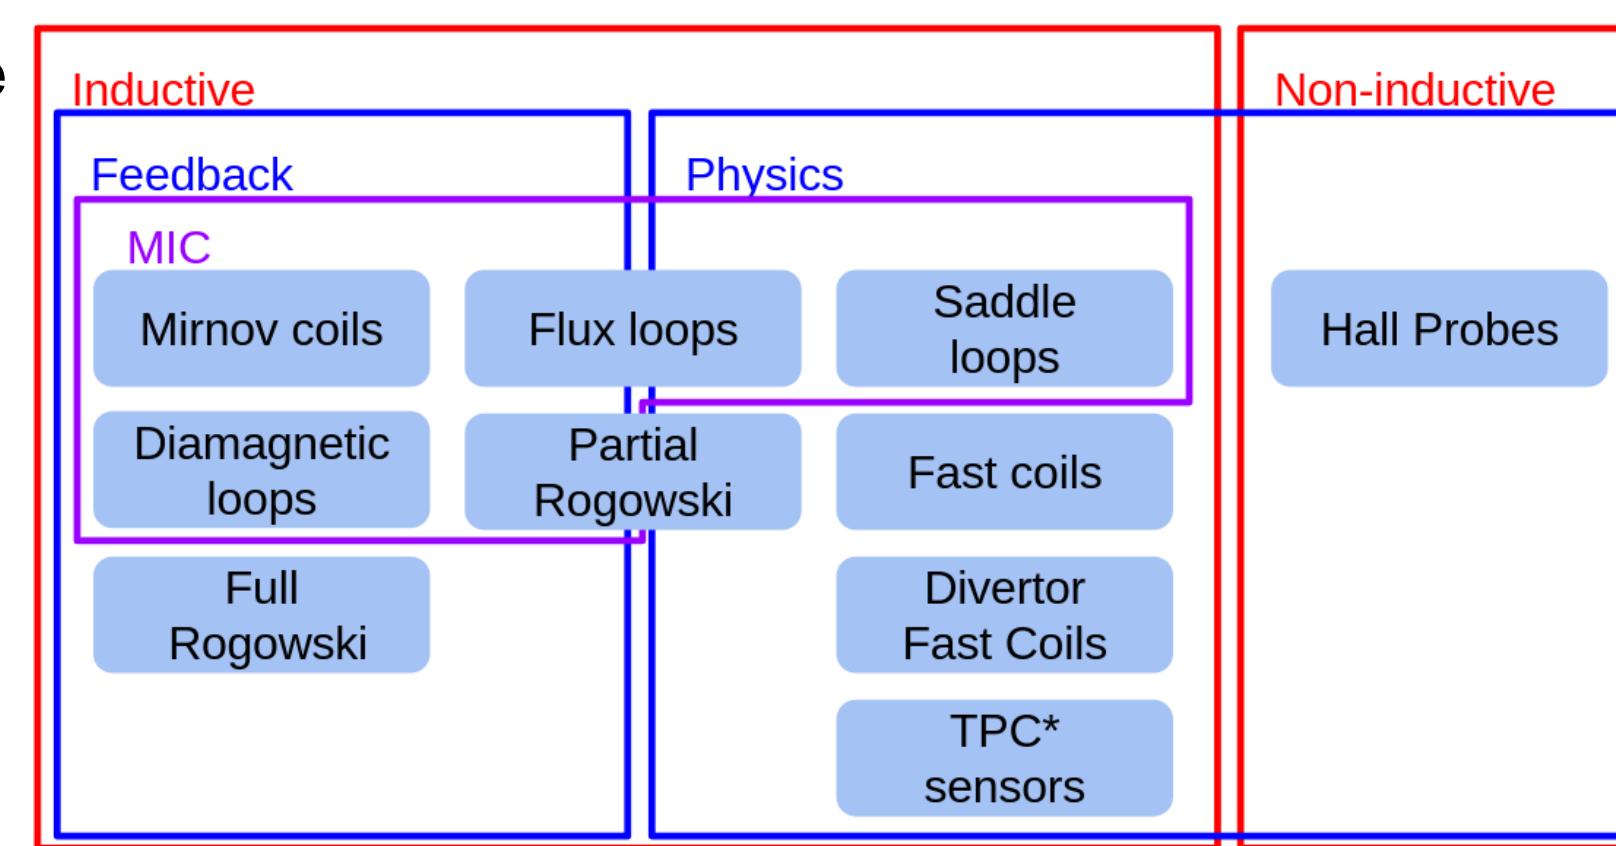 e
Inductive
Non-inductive
Feedback
Physics
MIC
Mirnov coils
Flux loops
Saddle
loops
Hall Probes
Diamagnetic
loops
Partial
Rogowski
Fast coils
Full
Rogowski
Divertor
Fast Coils
TPC*
sensors